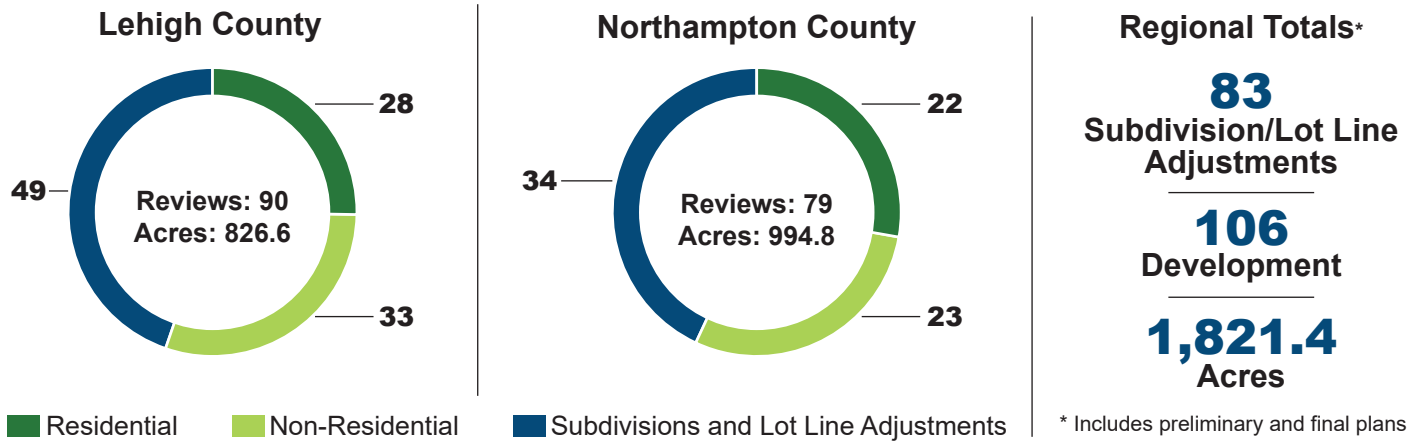 Lehigh County
28
49
Reviews: 90
Acres: 826.6
33
Northampton County
22
34
Reviews: 79
Acres: 994.8
23
Regional Totals*
83
Subdivision/Lot Line
Adjustments
106
Development
1,821.4
Acres
Residential
Non-Residential
Subdivisions and Lot Line Adjustments
* Includes preliminary and final plans